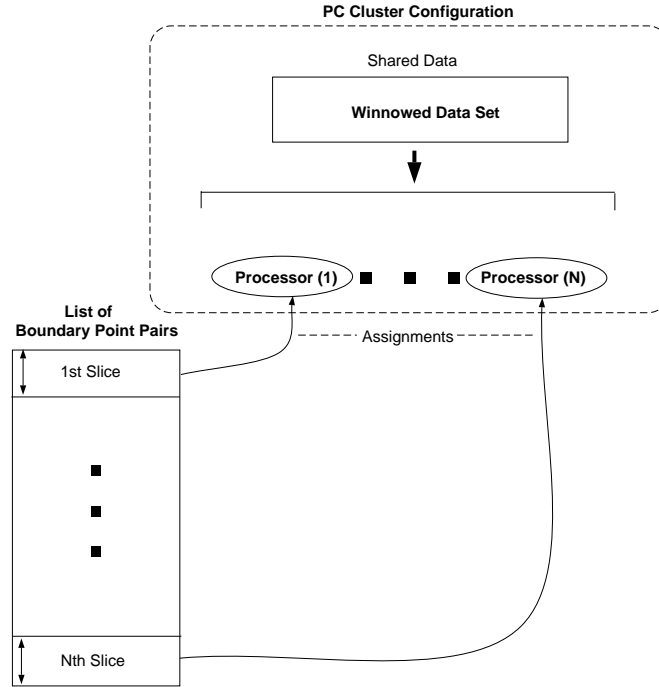 PC Cluster Configuration
Shared Data
Winnowed Data Set
Processor (1)
Processor (N)
List of
Boundary Point Pairs
Assignments
1st Slice
Nth Slice